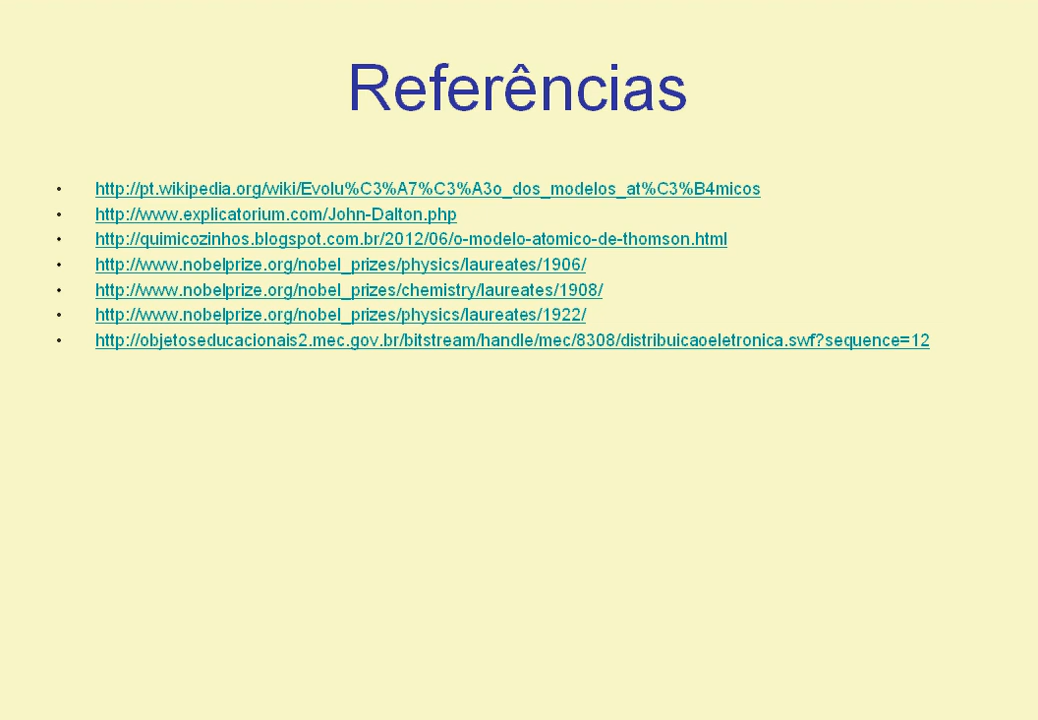 Referências
• http://pt.wikipedia.org/wiki/Evolu%C3%A7%C3%A3o_dos_modelos_at%C3%B4micos
• http://www.explicatorium.com/John-Dalton.php
• http://quimicozinhos.blogspot.com.br/2012/06/o-modelo-atomico-de-thomson.html
• http://www.nobelprize.org/nobel_prizes/physics/laureates/1906/
• http://www.nobelprize.org/nobel_prizes/chemistry/laureates/1908/
• http://www.nobelprize.org/nobel_prizes/physics/laureates/1922/
• http://objetoseducacionais2.mec.gov.br/bitstream/handle/mec/8308/distribuicaoeletronica.swf?sequence=12